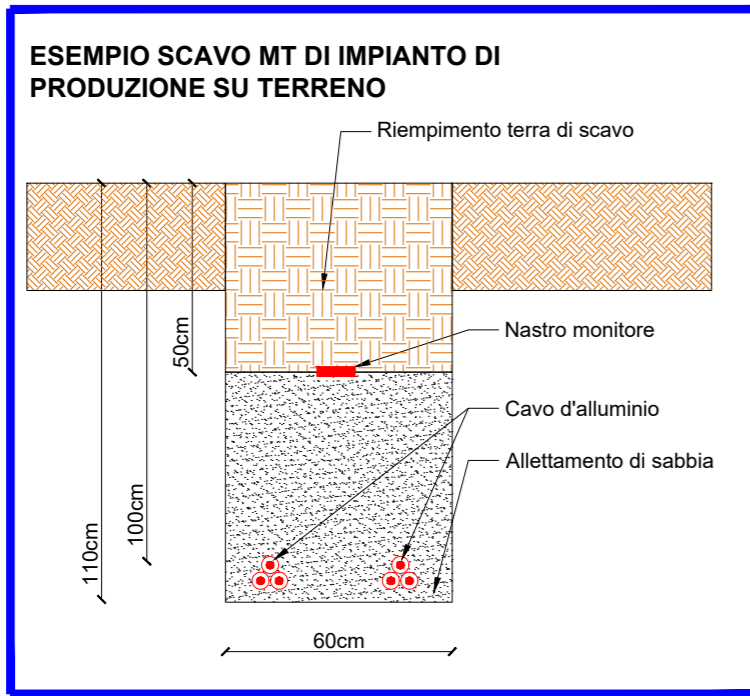 ESEMPIO SCAVO MT DI IMPIANTO DI
PRODUZIONE SU TERRENO
Riempimento terra di scavo
50cm
Nastro monitore
Cavo d'alluminio
Allettamento di sabbia
100cm
110cm
60cm